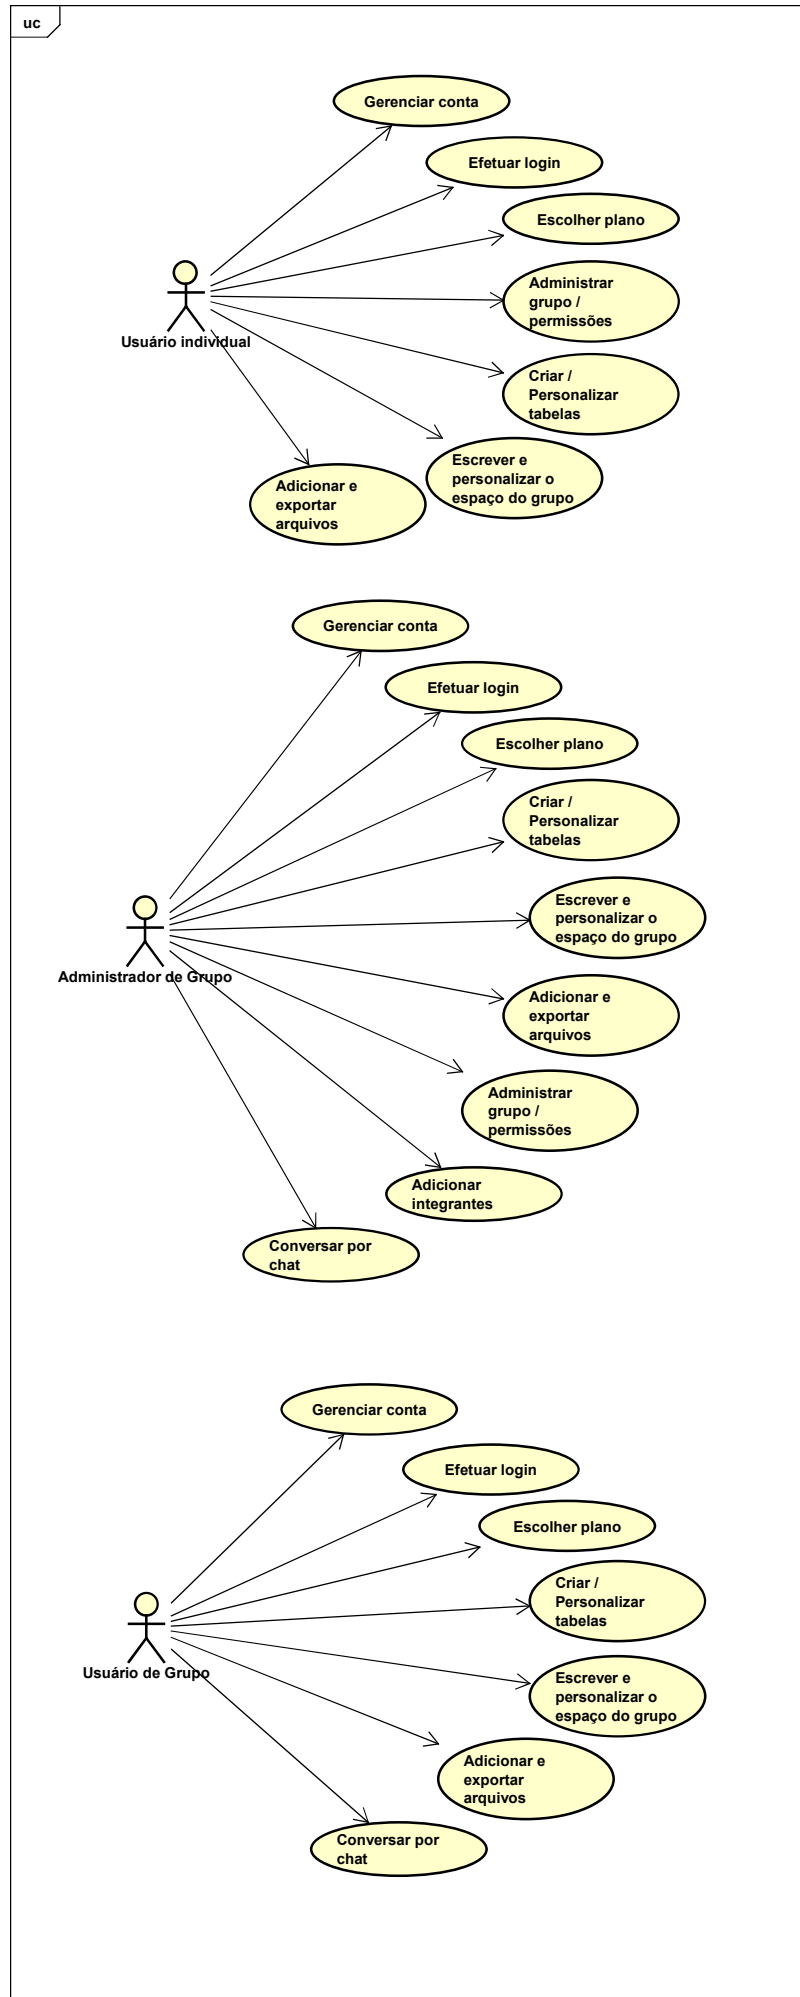 uc
Gerenciar conta
Efetuar login
Escolher plano
Administrar
grupo /
permissões
Usuário individual
Criar /
Personalizar
tabelas
Escrever e
personalizar o
espaço do grupo
Adicionar e
exportar
arquivos
Gerenciar conta
Efetuar login
Escolher plano
Criar /
Personalizar
tabelas
Escrever e
personalizar o
espaço do grupo
Administrador de Grupo
Adicionar e
exportar
arquivos
Administrar
grupo /
permissões
Adicionar
integrantes
Conversar por
chat
Gerenciar conta
Efetuar login
Escolher plano
Criar /
Personalizar
tabelas
Usuário de Grupo
Escrever e
personalizar o
espaço do grupo
Adicionar e
exportar
arquivos
Conversar por
chat